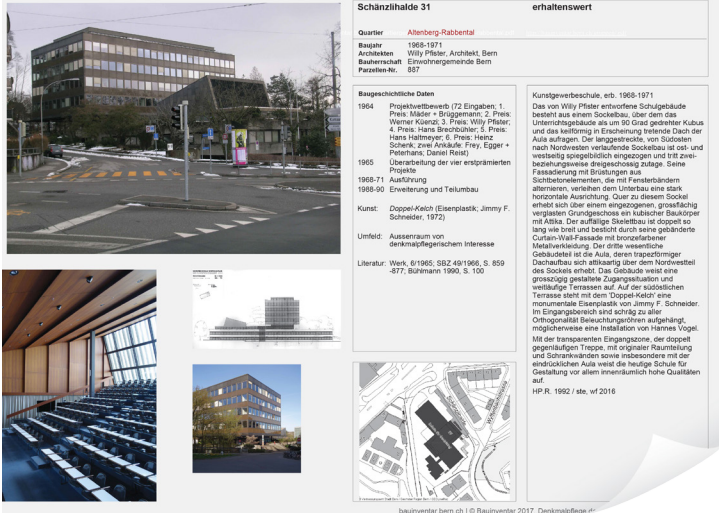 Schänzlihalde 31
erhaltenswert
Quartier Altenberg-Rabbental
Baujahr 1968-1971
Architekten Willy Pfister, Architekt, Bern
Bauherrschaft Einwohnergemeinde Bern
Parzellen-Nr. 887
Baugeschichtliche Daten
1964 Projektwettbewerb (72 Eingaben; 1.
Preis: Mäder + Brüggemann; 2. Preis:
Werner Küenzi; 3. Preis: Willy Pfister;
4. Preis: Hans Brechbühler; 5. Preis:
Hans Haltmeyer; 6. Preis: Heinz
Schenk; zwei Ankäufe: Frey, Egger +
Peterhans; Daniel Reist)
1965 Überarbeitung der vier erstprämierten
Projekte
1968-71 Ausführung
1988-90 Erweiterung und Teilumbau
Kunst: Doppel-Kelch (Eisenplastik; Jimmy F.
Schneider, 1972)
Umfeld: Aussenraum von
denkmalpflegerischem Interesse
Literatur: Werk, 6/1965; SBZ 49/1966, S. 859
-877; Bühlmann 1990, S. 100
Kunstgewerbeschule, erb. 1968-1971
Das von Willy Pfister entworfene Schulgebäude
besteht aus einem Sockelbau, über dem das
Unterrichtsgebäude als um 90 Grad gedrehter Kubus
und das keilförmig in Erscheinung tretende Dach der
Aula aufragen. Der langgestreckte, von Südosten
nach Nordwesten verlaufende Sockelbau ist ost- und
westseitig spiegelbildlich eingezogen und tritt zwei-
beziehungsweise dreigeschossig zutage. Seine
Fassadierung mit Brüstungen aus
Sichtbetonelementen, die mit Fensterbändern
alternieren, verleihen dem Unterbau eine stark
horizontale Ausrichtung. Quer zu diesem Sockel
erhebt sich über einem eingezogenen, grossflächig
verglasten Grundgeschoss ein kubischer Baukörper
mit Attika. Der auffällige Skelettbau ist doppelt so
lang wie breit und besticht durch seine gebänderte
Curtain-Wall-Fassade mit bronzefarbener
Metallverkleidung. Der dritte wesentliche
Gebäudeteil ist die Aula, deren trapezförmiger
Dachaufbau sich attikaartig über dem Nordwestteil
des Sockels erhebt. Das Gebäude weist eine
grosszügig gestaltete Zugangssituation und
weitläufige Terrassen auf. Auf der südöstlichen
Terrasse steht mit dem 'Doppel-Kelch' eine
monumentale Eisenplastik von Jimmy F. Schneider.
Im Eingangsbereich sind schräg zu aller
Orthogonalität Beleuchtungsröhren aufgehängt,
möglicherweise eine Installation von Hannes Vogel.
Mit der transparenten Eingangszone, der doppelt
gegenläufigen Treppe, mit originaler Raumteilung
und Schrankwänden sowie insbesondere mit der
eindrücklichen Aula weist die heutige Schule für
Gestaltung vor allem innenräumlich hohe Qualitäten
auf.
HP.R. 1992 / ste, wf 2016
bauinventar.bern.ch | © Bauinventar 2017, Denkmalpflege de